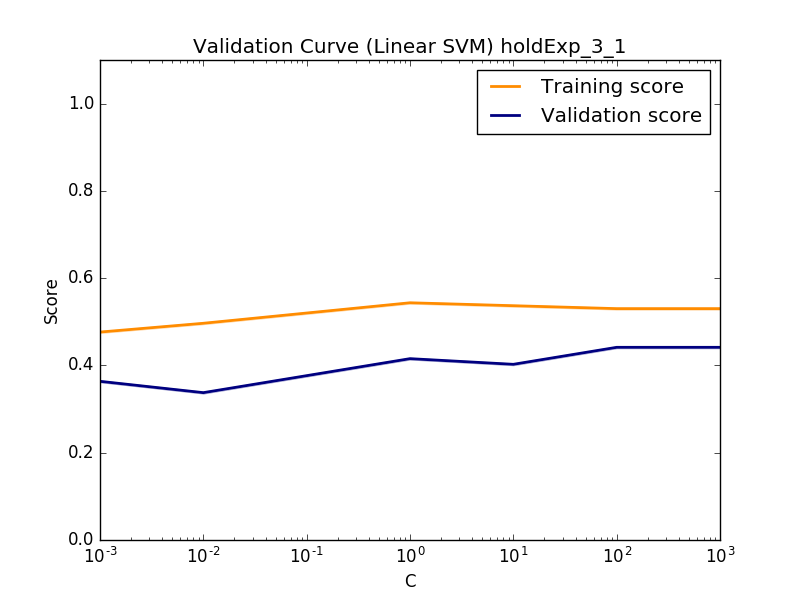 Validation Curve (Linear SVM) holdExp_3_1
Training score
Validation score
1.0
0.8
0.6
0.4
0.2
0.0
Score
10^-3 10^-2 10^-1 10^0 10^1 10^2 10^3
C